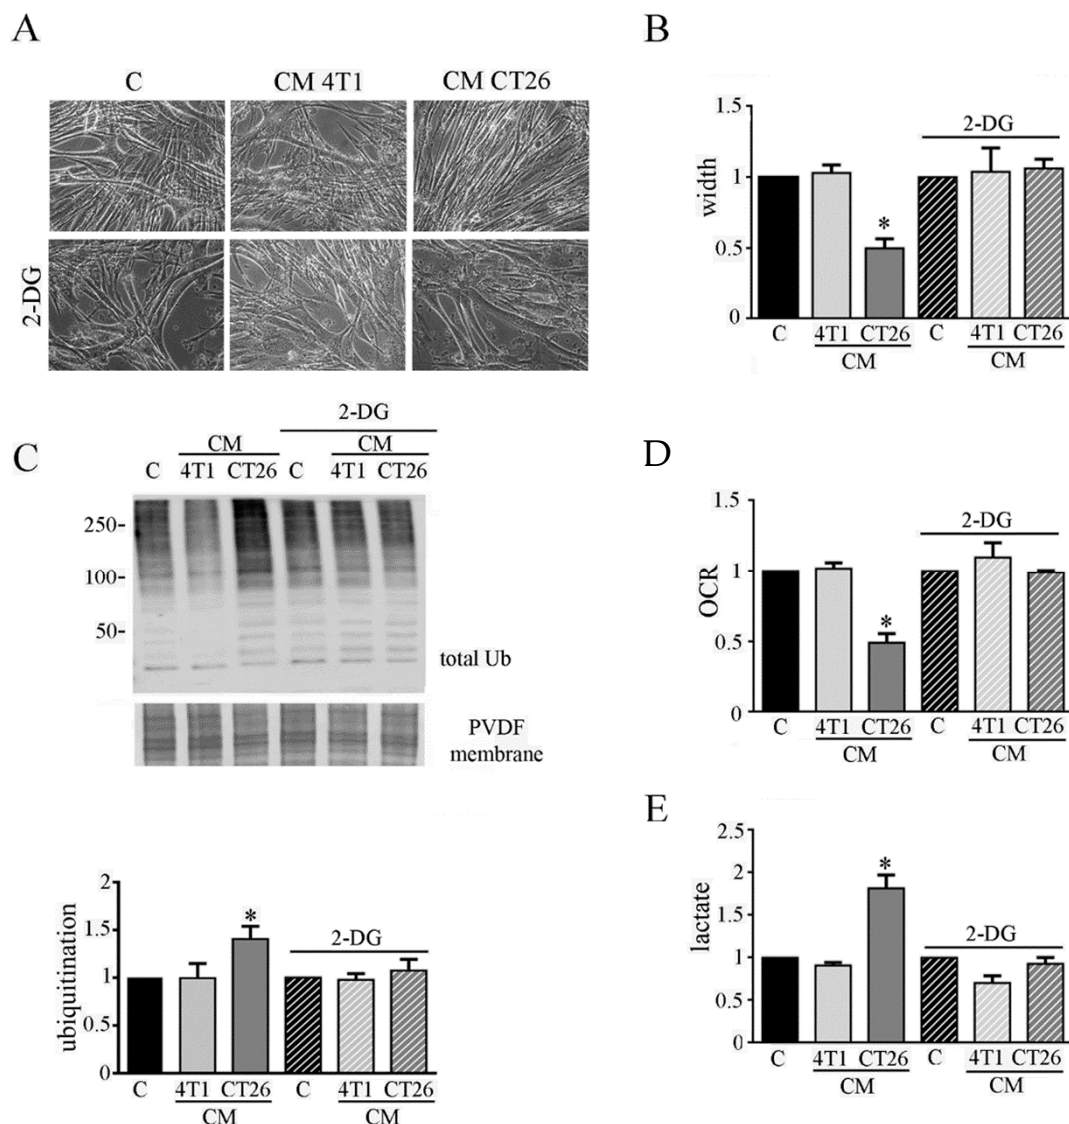 A
C CM 4T1 CM CT26
2-DG
B
1.5
1
0.5
0
width
2-DG
*
C 4T1 CT26 C 4T1 CT26
CM CM
C
2-DG
CM CM
C 4T1 CT26 C 4T1 CT26
250-
100-
50-
total Ub
PVDF
membrane
2
1.5
1
0.5
0
ubiquitination
*
2-DG
C 4T1 CT26 C 4T1 CT26
CM CM
D
1.5
1
0.5
0
OCR
2-DG
*
C 4T1 CT26 C 4T1 CT26
CM CM
E
2.5
2
1.5
1
0.5
0
lactate
*
2-DG
C 4T1 CT26 C 4T1 CT26
CM CM